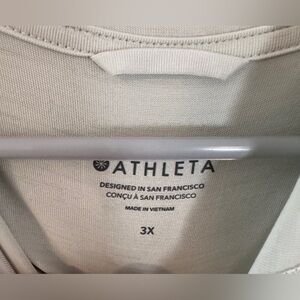 ATHLETA
DESIGNED IN SAN FRANCISCO
CONÇU À SAN FRANCISCO
MADE IN VIETNAM
3X